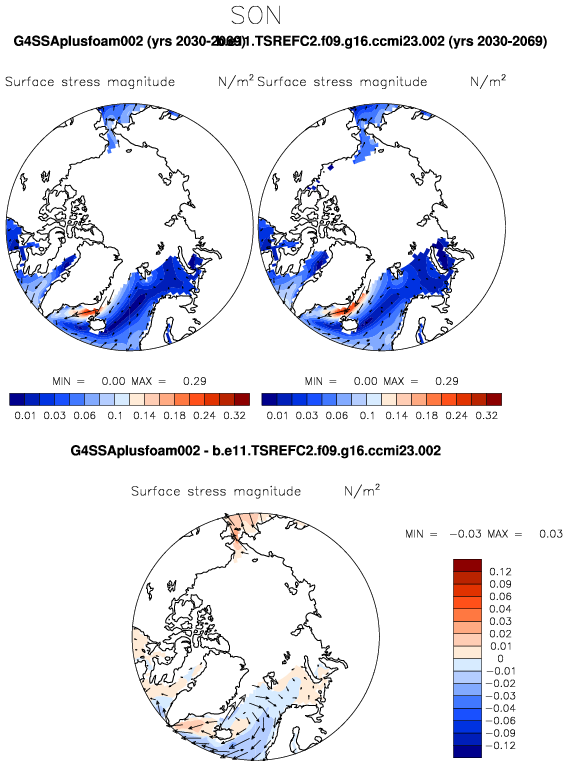 SON
G4SSAplusfoam002 (yrs 2030-2069) b.e11.TSREFC2.f09.g16.ccmi23.002 (yrs 2030-2069)
Surface stress magnitude N/m² Surface stress magnitude N/m²
MIN = 0.00 MAX = 0.29 MIN = 0.00 MAX = 0.29
0.01 0.03 0.06 0.1 0.14 0.18 0.24 0.32 0.01 0.03 0.06 0.1 0.14 0.18 0.24 0.32
G4SSAplusfoam002 - b.e11.TSREFC2.f09.g16.ccmi23.002
Surface stress magnitude N/m²
MIN = −0.03 MAX = 0.03
0.12
0.09
0.06
0.04
0.03
0.02
0.01
0
−0.01
−0.02
−0.03
−0.04
−0.06
−0.09
−0.12